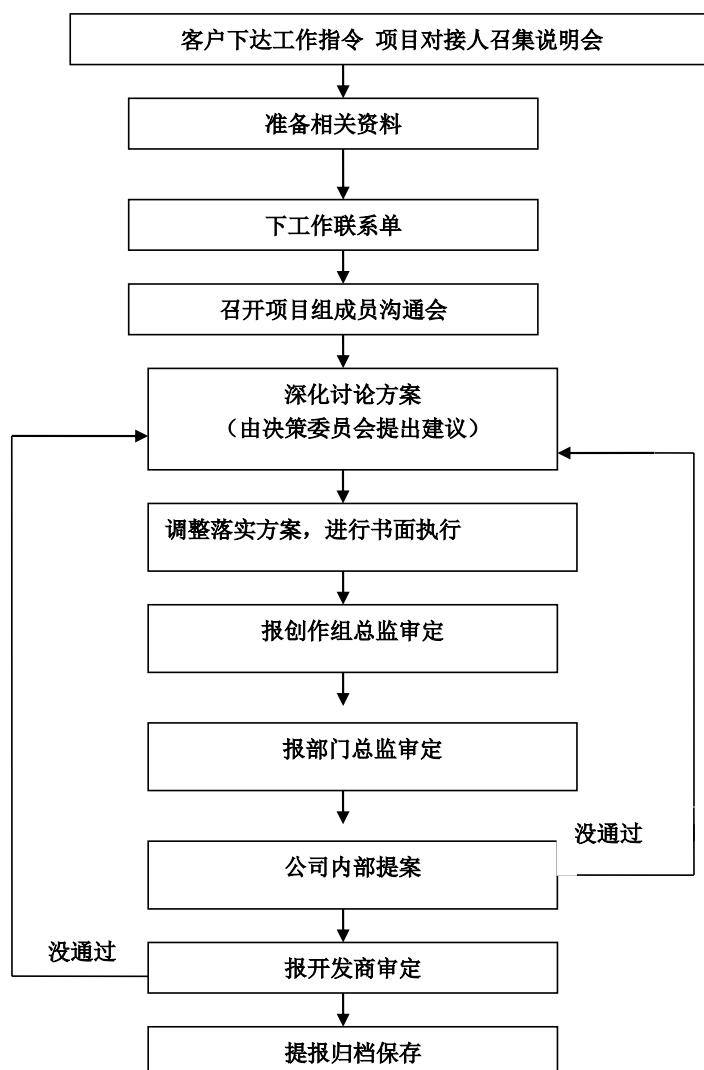 客户下达工作指令 项目对接人召集说明会
准备相关资料
下工作联系单
召开项目组成员沟通会
深化讨论方案
（由决策委员会提出建议）
调整落实方案，进行书面执行
报创作组总监审定
报部门总监审定
没通过
公司内部提案
没通过
报开发商审定
提报归档保存